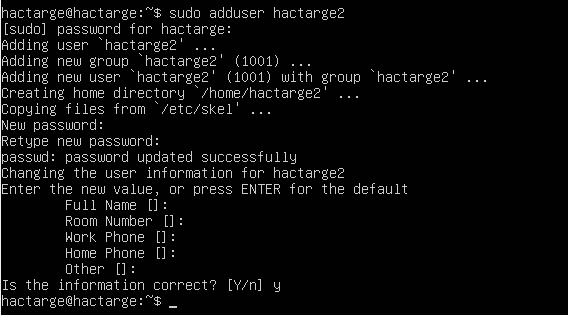 hactarge@hactarge:~$ sudo adduser hactarge2
[sudo] password for hactarge:
Adding user `hactarge2' ...
Adding new group `hactarge2' (1001) ...
Adding new user `hactarge2' (1001) with group `hactarge2' ...
Creating home directory `/home/hactarge2' ...
Copying files from `/etc/skel' ...
New password:
Retype new password:
passwd: password updated successfully
Changing the user information for hactarge2
Enter the new value, or press ENTER for the default
Full Name []:
Room Number []:
Work Phone []:
Home Phone []:
Other []:
Is the information correct? [Y/n] y
hactarge@hactarge:~$ _